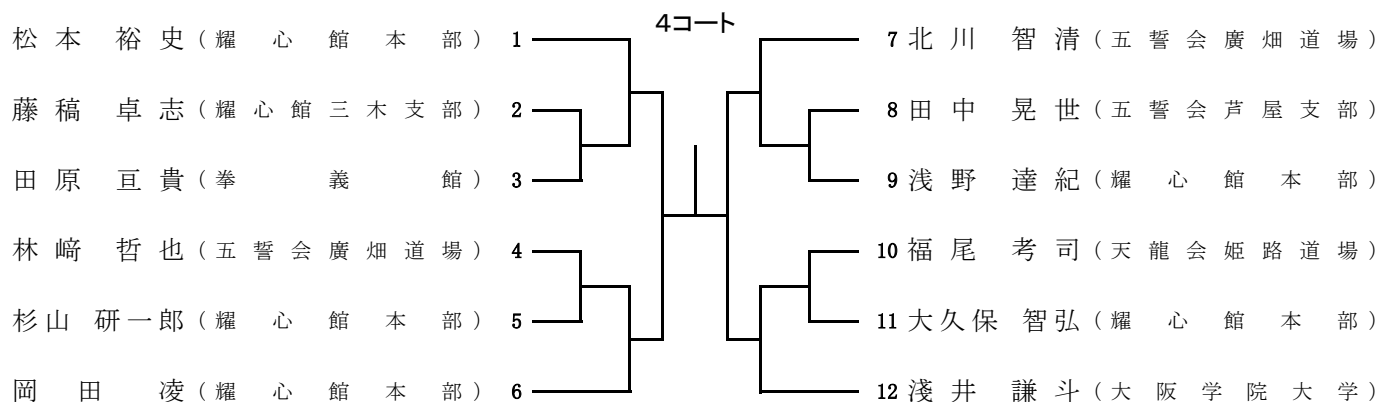 4コート
松本 裕史(耀心館本部) 1
藤稿 卓志(耀心館三木支部) 2
田原 亘貴(拳義館) 3
林﨑 哲也(五誓会廣畑道場) 4
杉山 研一郎(耀心館本部) 5
岡田 凌(耀心館本部) 6
7 北川 智清(五誓会廣畑道場)
8 田中 晃世(五誓会芦屋支部)
9 浅野 達紀(耀心館本部)
10 福尾 考司(天龍会姫路道場)
11 大久保 智弘(耀心館本部)
12 淺井 謙斗(大阪学院大学)